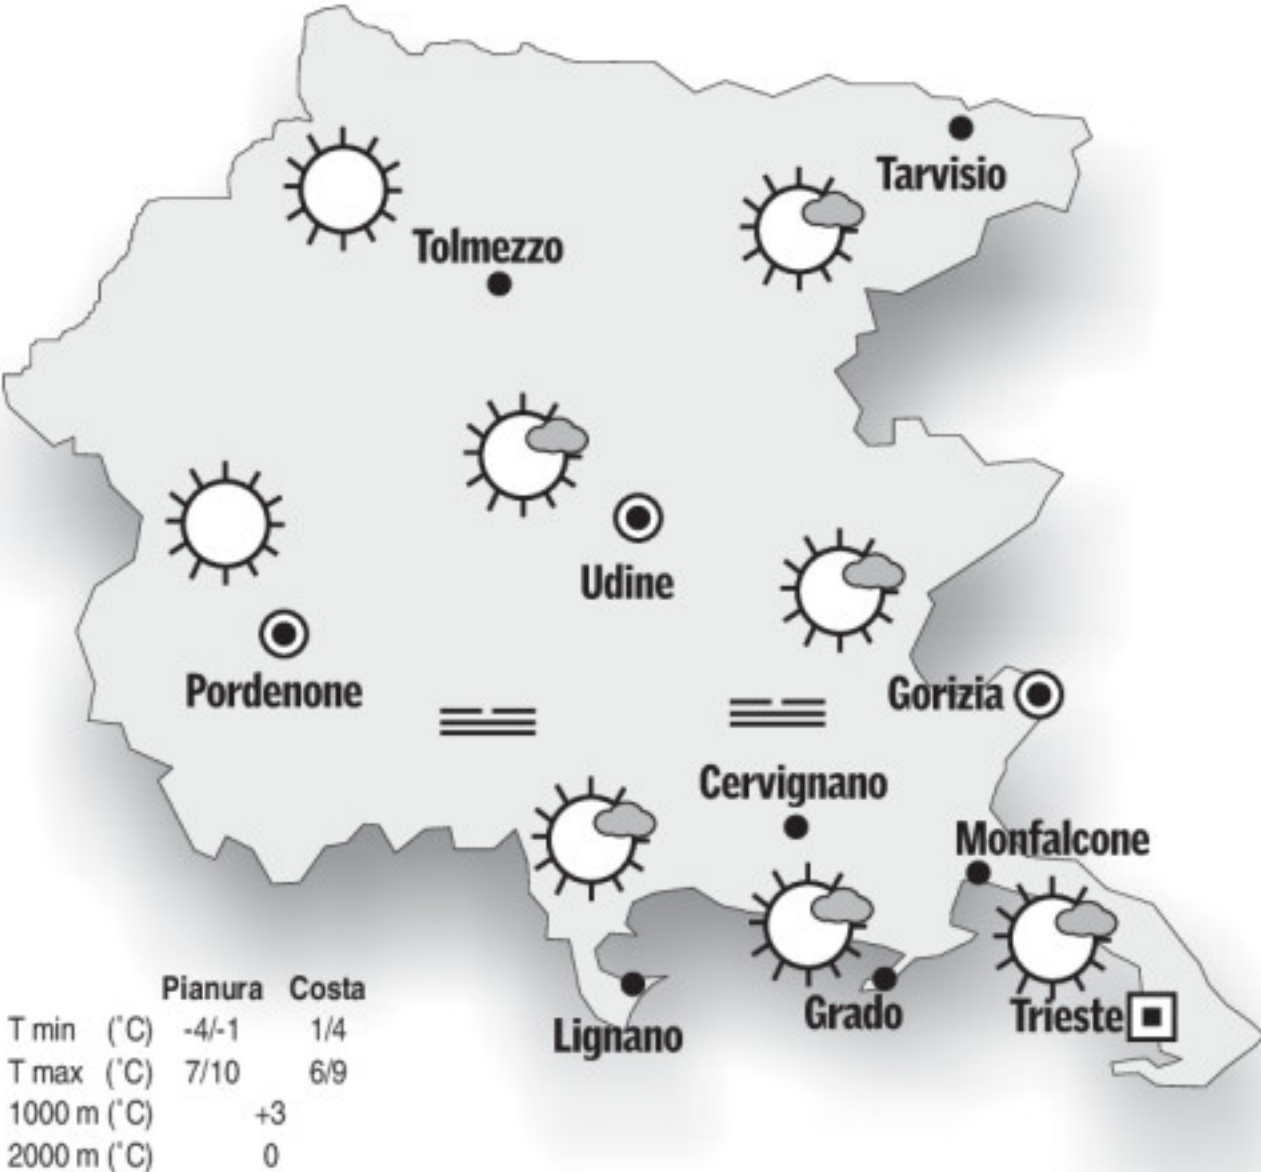 Tarvisio
Tolmezzo
Udine
Pordenone
Gorizia
Cervignano
Monfalcone
Grado
Trieste
Lignano
Pianura Costa
T min (˚C) -4/-1 1/4
T max (˚C) 7/10 6/9
1000 m (˚C) +3
2000 m (˚C) 0